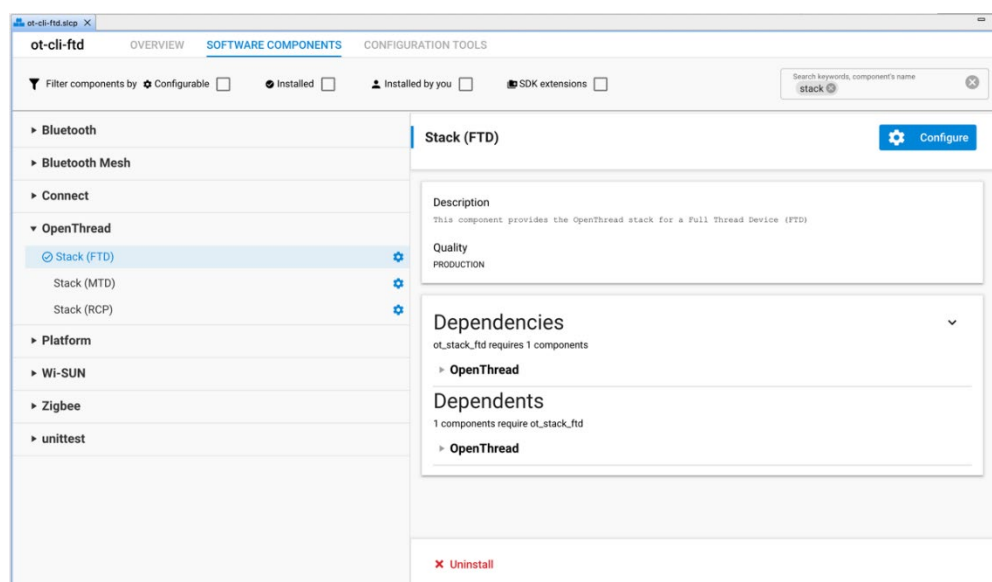 ot-cli-ftd.slcp
ot-cli-ftd OVERVIEW SOFTWARE COMPONENTS CONFIGURATION TOOLS
Filter components by Configurable Installed Installed by you SDK extensions
Search keywords, component's name
stack
Bluetooth
Bluetooth Mesh
Connect
OpenThread
Stack (FTD)
Stack (MTD)
Stack (RCP)
Platform
Wi-SUN
Zigbee
unittest
Stack (FTD)
Configure
Description
This component provides the OpenThread stack for a Full Thread Device (FTD)
Quality
PRODUCTION
Dependencies
ot_stack_ftd requires 1 components
OpenThread
Dependents
1 components require ot_stack_ftd
OpenThread
Uninstall